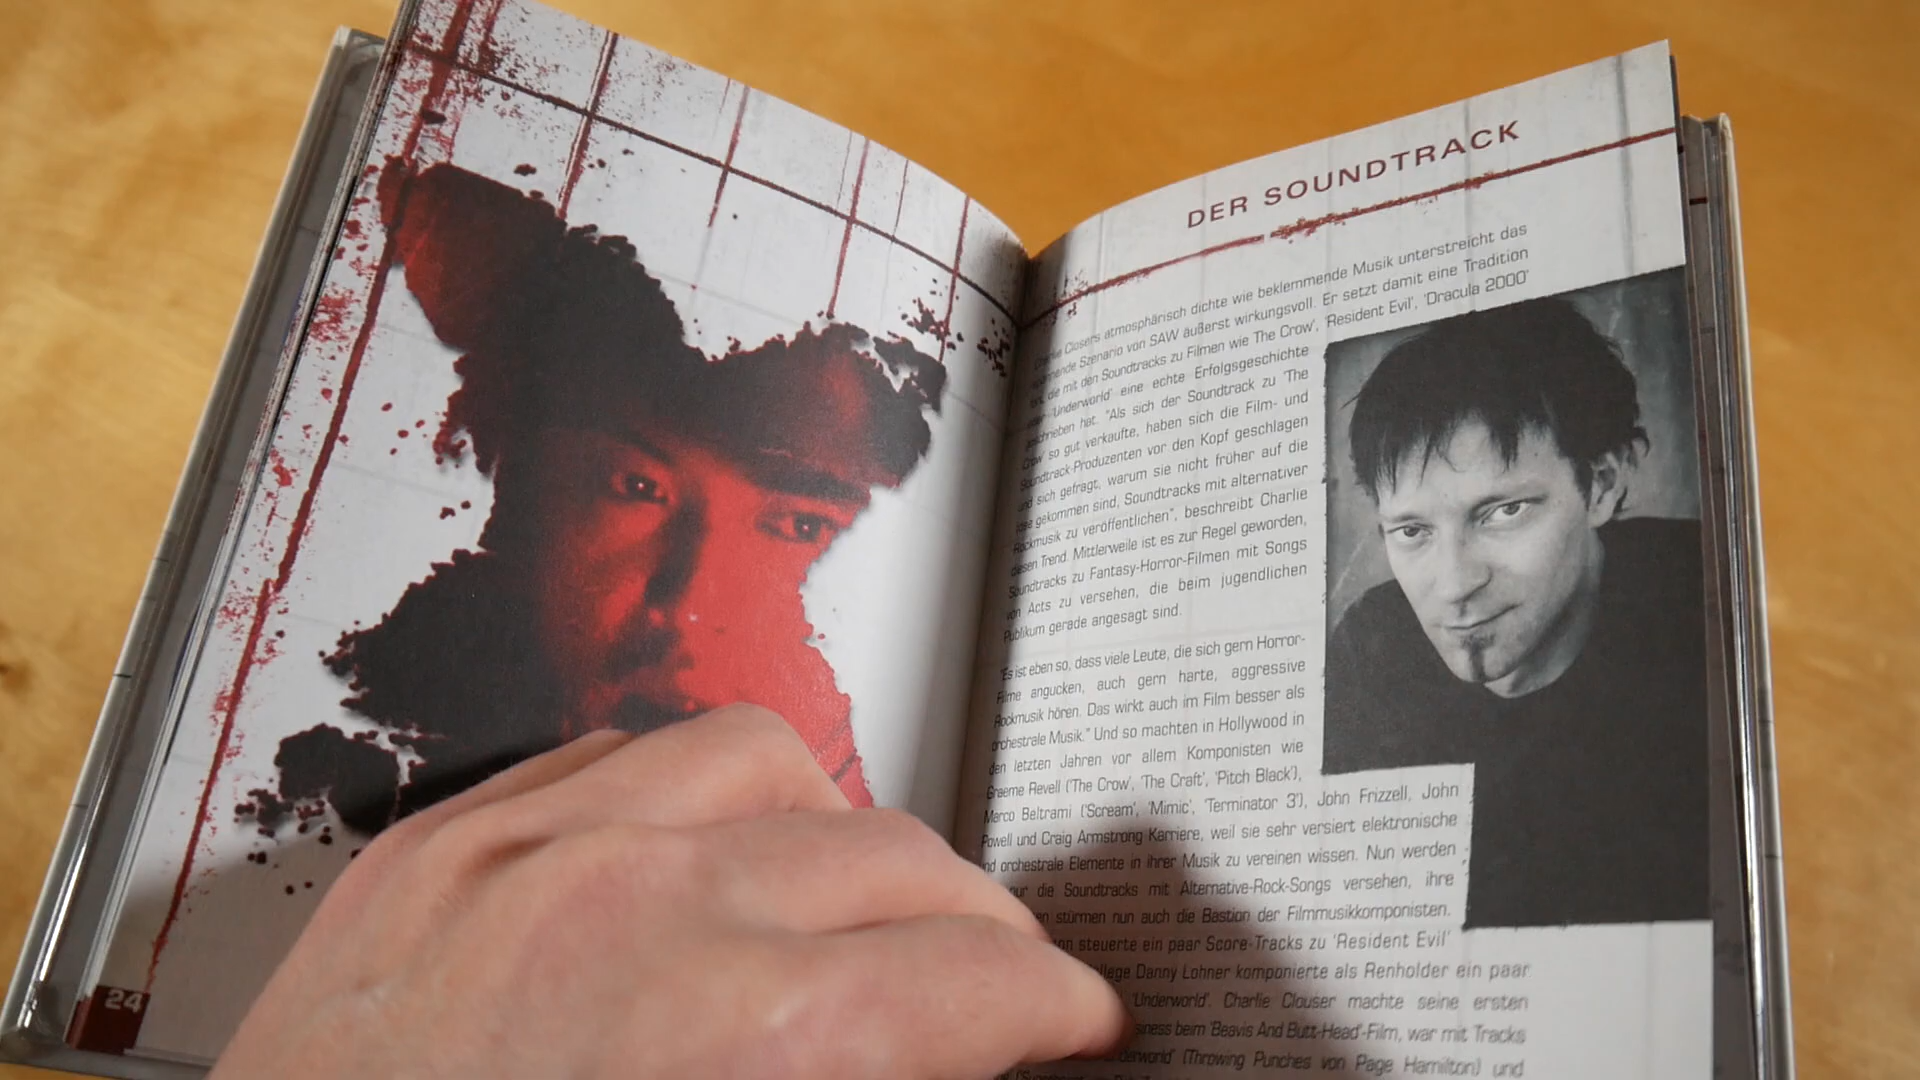 DER SOUNDTRACK
Charlie Closers atmosphärisch dichte wie beklemmende Musik unterstreicht das
Szenario von SAW äußerst wirkungsvoll. Er setzt damit eine Tradition
die mit den Soundtracks zu Filmen wie 'The Crow', 'Resident Evil', 'Dracula 2000'
'Underworld' eine echte Erfolgsgeschichte
hat. "Als sich der Soundtrack zu 'The
Crow' so gut verkaufte, haben sich die Film- und
Soundtrack-Produzenten vor den Kopf geschlagen
und sich gefragt, warum sie nicht früher auf die
Idee gekommen sind, Soundtracks mit alternativer
Rockmusik zu veröffentlichen", beschreibt Charlie
diesen Trend. Mittlerweile ist es zur Regel geworden,
Soundtracks zu Fantasy-Horror-Filmen mit Songs
von Acts zu versehen, die beim jugendlichen
Publikum gerade angesagt sind.
"Es ist eben so, dass viele Leute, die sich gern Horror-
Filme angucken, auch gern harte, aggressive
Rockmusik hören. Das wirkt auch im Film besser als
orchestrale Musik." Und so machten in Hollywood in
den letzten Jahren vor allem Komponisten wie
Graeme Revell ('The Crow', 'The Craft', 'Pitch Black'),
Marco Beltrami ('Scream', 'Mimic', 'Terminator 3'), John Frizzell, John
Powell und Craig Armstrong Karriere, weil sie sehr versiert elektronische
und orchestrale Elemente in ihrer Musik zu vereinen wissen. Nun werden
nur die Soundtracks mit Alternative-Rock-Songs versehen, ihre
stürmen nun auch die Bastion der Filmmusikkomponisten.
steuerte ein paar Score-Tracks zu 'Resident Evil'
Danny Lohner komponierte als Renholder ein paar
'Underworld'. Charlie Clouser machte seine ersten
beim 'Beavis And Butt-Head'-Film, war mit Tracks
(Throwing Punches von Page Hamilton) und
24